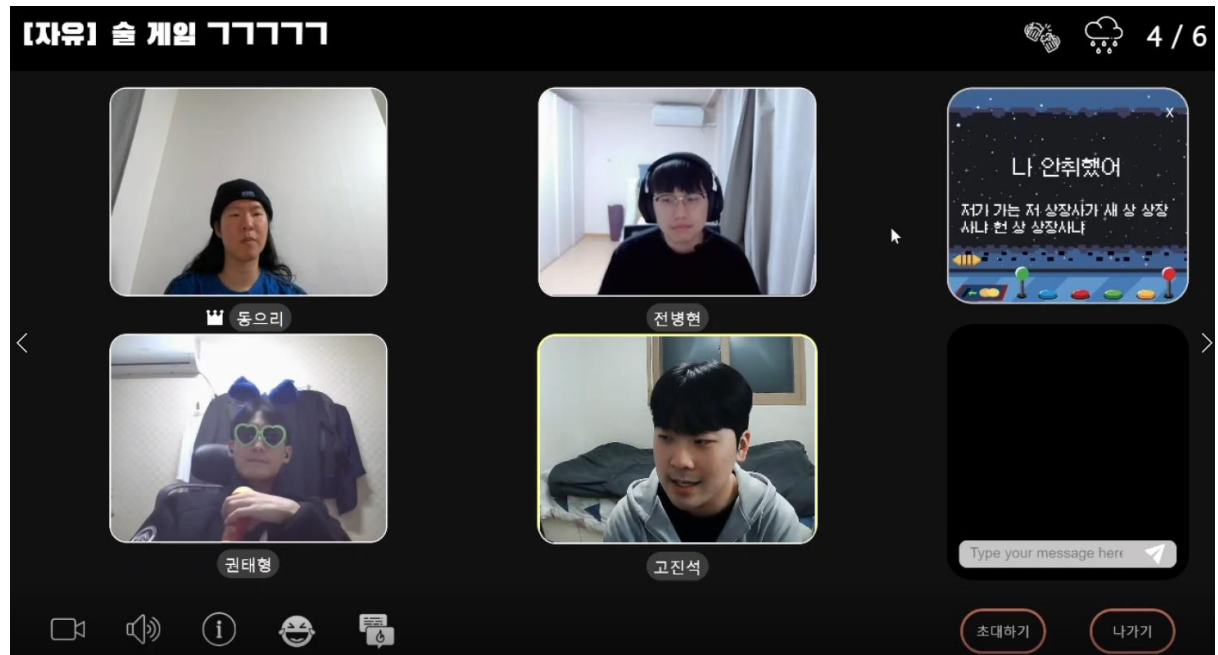 [자유] 술 게임 ㄱㄱㄱㄱㄱ
4 / 6
x
나 안취했어
저기 가는 저 상장사가 새 상 상장
사냐 헌 상 상장사냐
동으리
전병현
권태형
고진석
Type your message here
초대하기
나가기